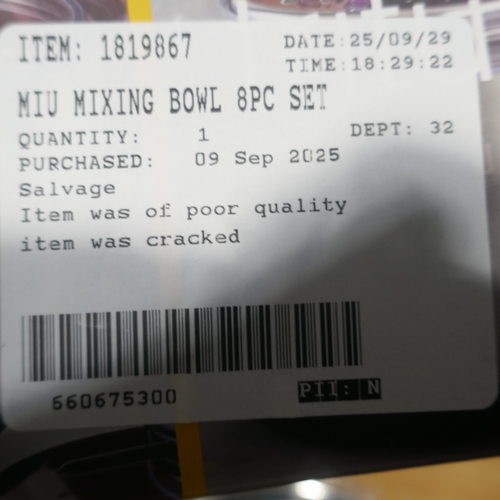 ITEM: 1819867
DATE:25/09/29
TIME:18:29:22
MIU MIXING BOWL 8PC SET
QUANTITY: 1
DEPT: 32
PURCHASED: 09 Sep 2025
Salvage
Item was of poor quality
item was cracked
660675300
PII: N